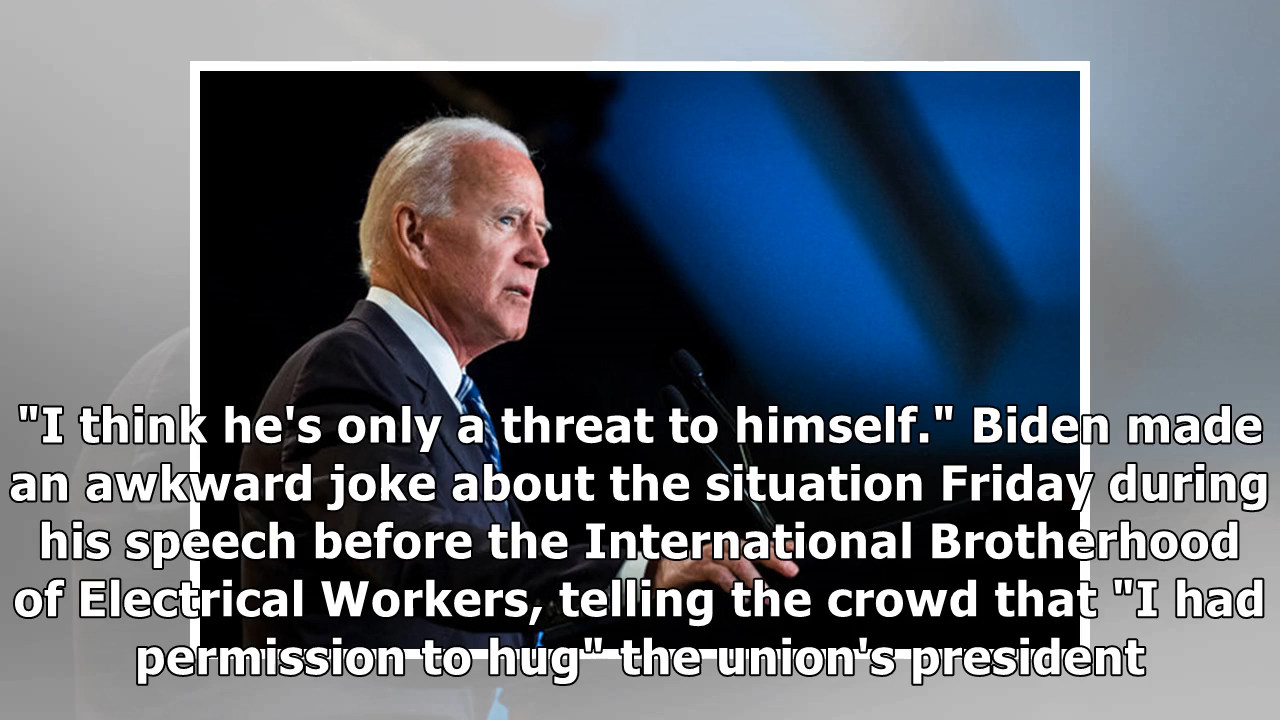 "I think he's only a threat to himself." Biden made
an awkward joke about the situation Friday during
his speech before the International Brotherhood
of Electrical Workers, telling the crowd that "I had
permission to hug" the union's president